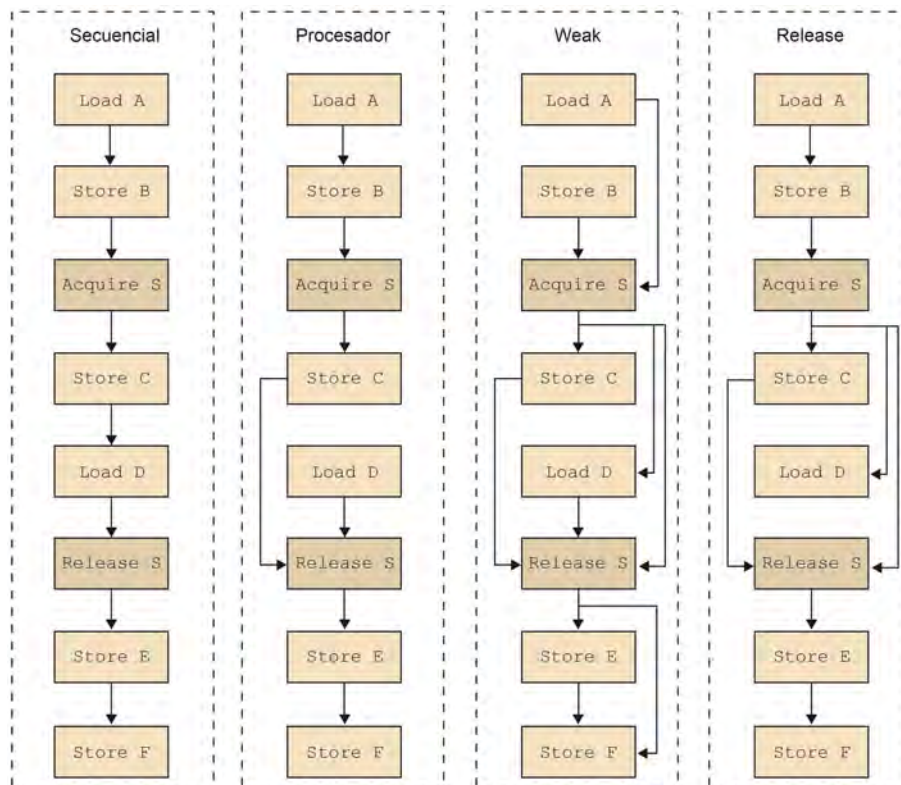 Secuencial
Load A
Store B
Acquire S
Store C
Load D
Release S
Store E
Store F
Procesador
Load A
Store B
Acquire S
Store C
Load D
Release S
Store E
Store F
Weak
Load A
Store B
Acquire S
Store C
Load D
Release S
Store E
Store F
Release
Load A
Store B
Acquire S
Store C
Load D
Release S
Store E
Store F